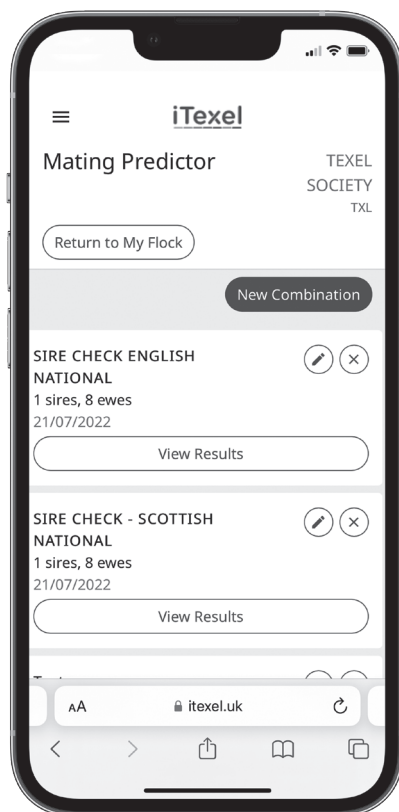 iTexel
Mating Predictor
TEXEL
SOCIETY
TXL
Return to My Flock
New Combination
SIRE CHECK ENGLISH
NATIONAL
1 sires, 8 ewes
21/07/2022
View Results
SIRE CHECK - SCOTTISH
NATIONAL
1 sires, 8 ewes
21/07/2022
View Results
AA
itexel.uk